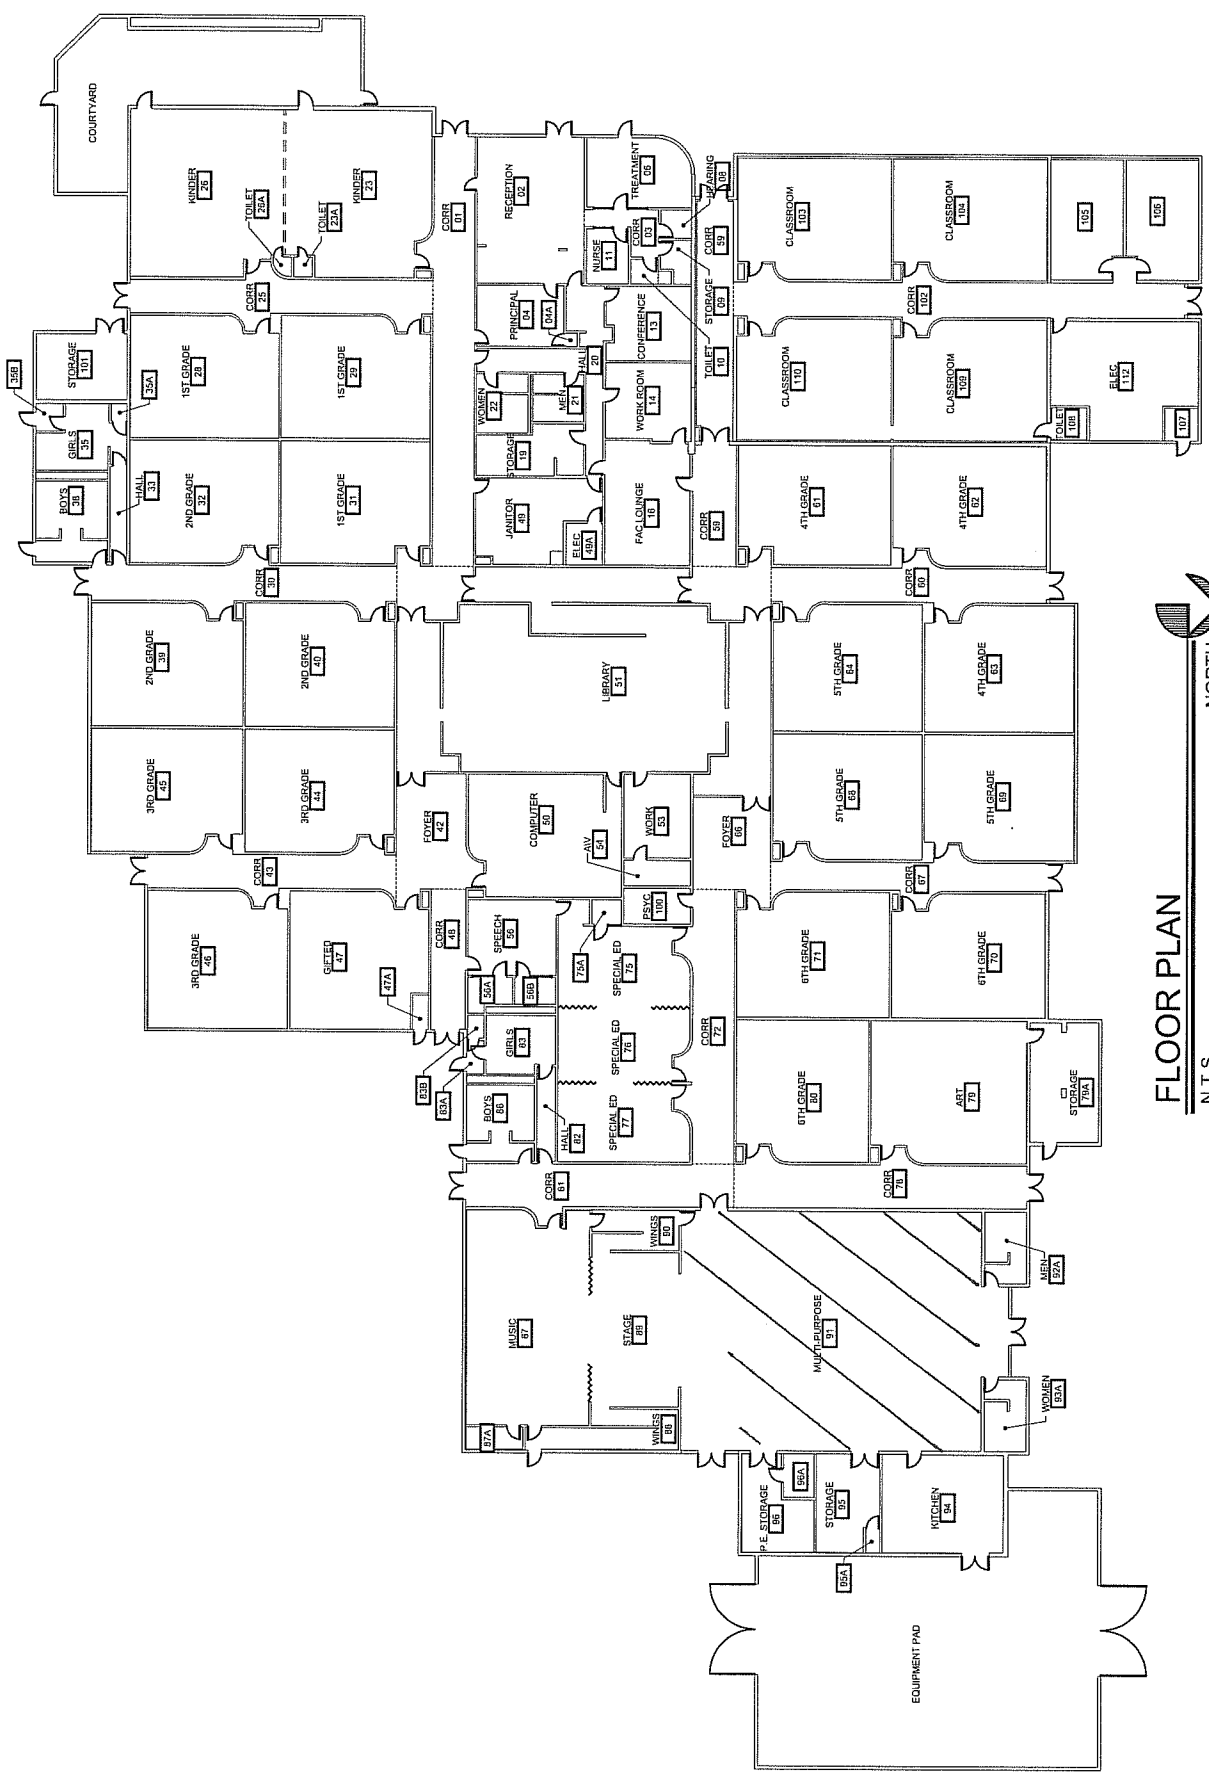 COURTYARD
35B
STORAGE
101
GIRLS
35
35A
BOYS
38
HALL
33
KINDER
26
TOILET
26A
TOILET
23A
KINDER
23
CORR
25
1ST GRADE
28
1ST GRADE
29
2ND GRADE
32
1ST GRADE
31
CORR
30
2ND GRADE
39
2ND GRADE
40
3RD GRADE
45
3RD GRADE
44
CORR
43
3RD GRADE
46
GIFTED
47
47A
FOYER
42
CORR
48
CORR
01
RECEPTION
02
PRINCIPAL
04
04A
WOMEN
22
MEN
21
HALL
20
STORAGE
19
JANITOR
49
ELEC
49A
NURSE
11
CORR
03
TREATMENT
05
HEARING
08
STORAGE
09
TOILET
10
CONFERENCE
13
WORK ROOM
14
FAC LOUNGE
16
CORR
59
CORR
59
LIBRARY
51
COMPUTER
50
A/V
54
WORK
53
PSYC
100
FOYER
66
SPEECH
56
56A
56B
75A
SPECIAL ED
75
SPECIAL ED
76
SPECIAL ED
77
GIRLS
83
83B
83A
BOYS
86
HALL
82
CORR
81
CORR
72
CLASSROOM
103
CLASSROOM
104
105
106
CORR
102
CLASSROOM
110
CLASSROOM
109
TOILET
108
ELEC
112
107
4TH GRADE
61
4TH GRADE
62
CORR
60
5TH GRADE
64
4TH GRADE
63
5TH GRADE
68
5TH GRADE
69
CORR
67
6TH GRADE
71
6TH GRADE
70
6TH GRADE
80
ART
79
STORAGE
79A
CORR
78
MUSIC
87
87A
STAGE
89
WINGS
90
WINGS
88
MULTI-PURPOSE
91
MEN
92A
WOMEN
93A
P.E. STORAGE
96
96A
STORAGE
95
95A
KITCHEN
94
EQUIPMENT PAD
FLOOR PLAN
N.T.S.
NORTH